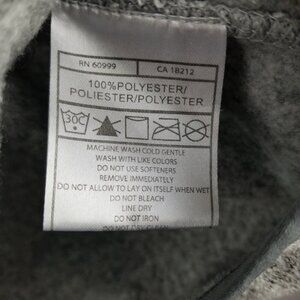 RN 60999 CA 18212
100%POLYESTER/
POLIESTER/POLYESTER
30C
MACHINE WASH COLD GENTLE
WASH WITH LIKE COLORS
DO NOT USE SOFTENERS
REMOVE IMMEDIATELY
DO NOT ALLOW TO LAY ON ITSELF WHEN WET
DO NOT BLEACH
LINE DRY
DO NOT IRON
DO NOT DRY CLEAN